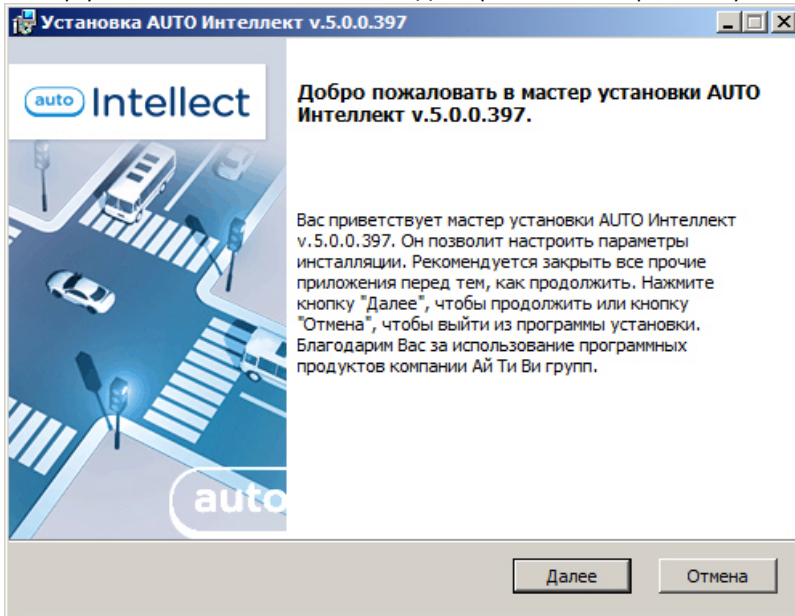 Установка AUTO Интеллект v.5.0.0.397
auto Intellect
Добро пожаловать в мастер установки AUTO
Интеллект v.5.0.0.397.
Вас приветствует мастер установки AUTO Интеллект
v.5.0.0.397. Он позволит настроить параметры
инсталляции. Рекомендуется закрыть все прочие
приложения перед тем, как продолжить. Нажмите
кнопку "Далее", чтобы продолжить или кнопку
"Отмена", чтобы выйти из программы установки.
Благодарим Вас за использование программных
продуктов компании Ай Ти Ви групп.
auto
Далее
Отмена